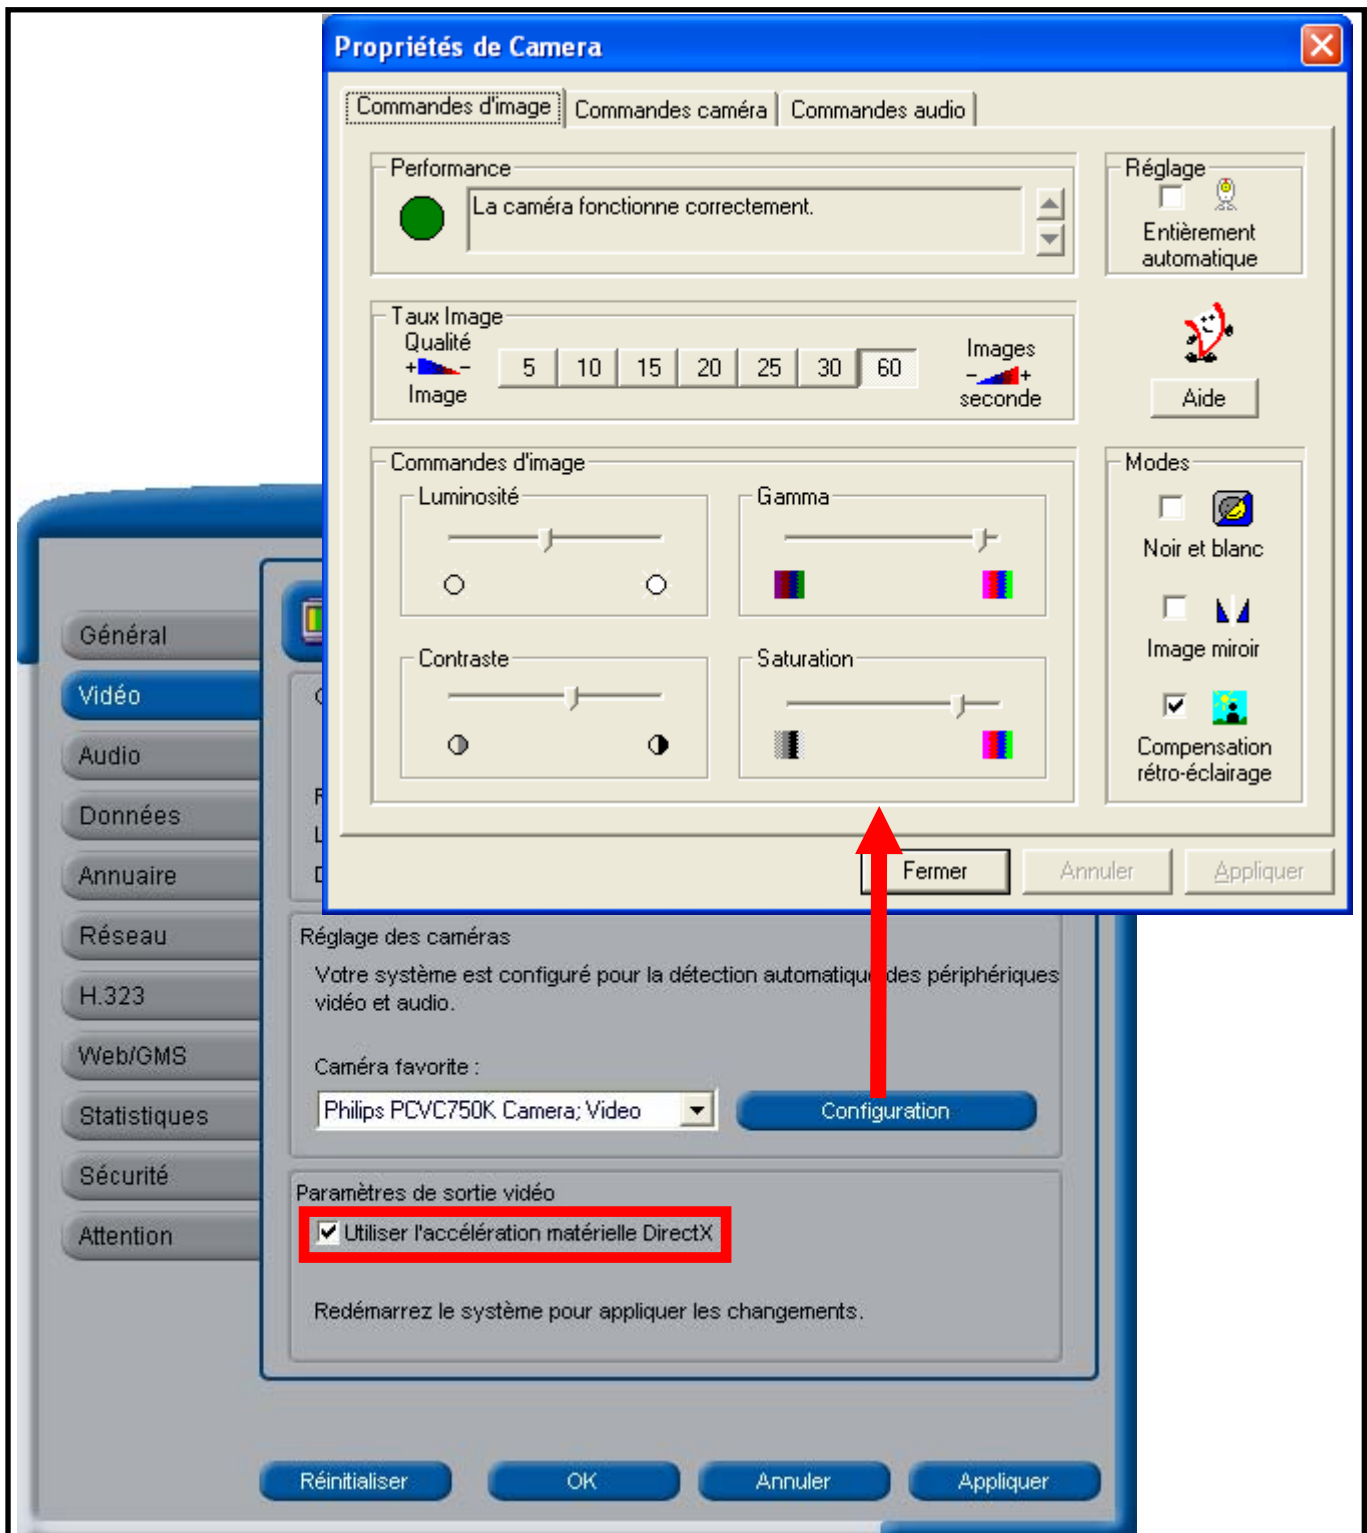 Propriétés de Camera
Commandes d'image
Commandes caméra
Commandes audio
Performance
La caméra fonctionne correctement.
Réglage
Entièrement
automatique
Taux Image
Qualité
+ -
Image
5 10 15 20 25 30 60
Images
- +
seconde
Aide
Commandes d'image
Luminosité
Gamma
Contraste
Saturation
Modes
Noir et blanc
Image miroir
Compensation
rétro-éclairage
Fermer
Annuler
Appliquer
Général
Vidéo
Audio
Données
Annuaire
Réseau
H.323
Web/GMS
Statistiques
Sécurité
Attention
Réglage des caméras
Votre système est configuré pour la détection automatique des périphériques
vidéo et audio.
Caméra favorite :
Philips PCVC750K Camera; Video
Configuration
Paramètres de sortie vidéo
Utiliser l'accélération matérielle DirectX
Redémarrez le système pour appliquer les changements.
Réinitialiser
OK
Annuler
Appliquer